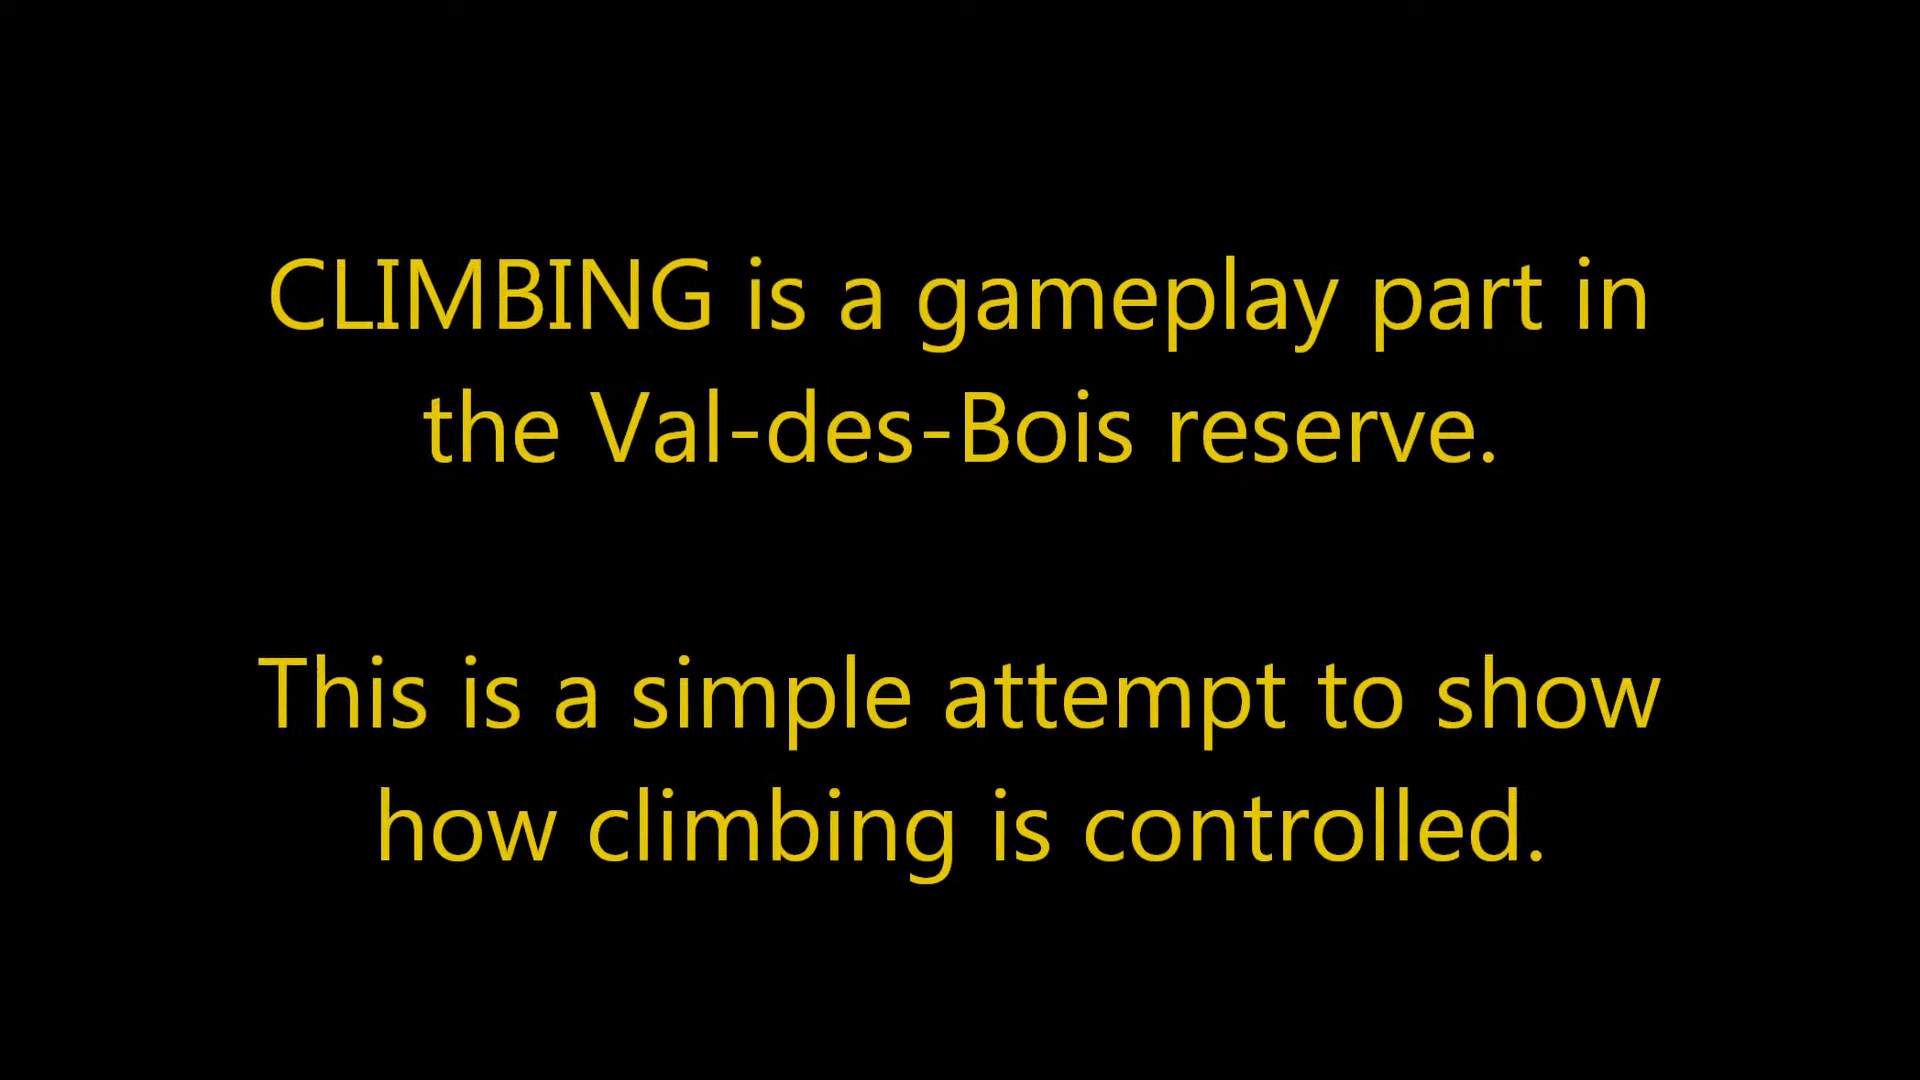 CLIMBING is a gameplay part in
the Val-des-Bois reserve.
This is a simple attempt to show
how climbing is controlled.